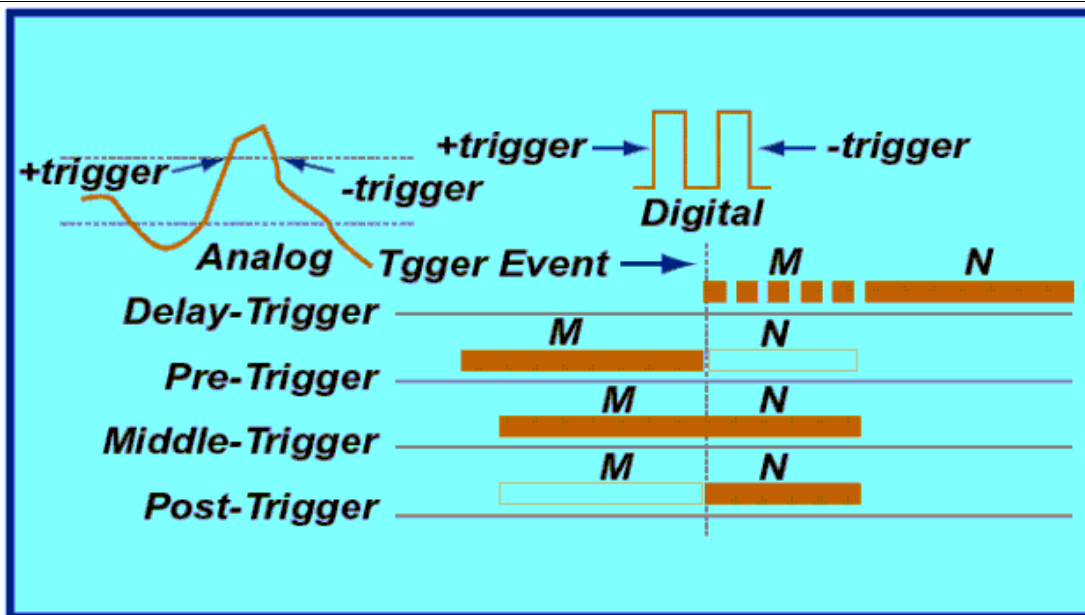 +trigger
-trigger
Analog
+trigger
-trigger
Digital
Tgger Event
M N
Delay-Trigger
M N
Pre-Trigger
M N
Middle-Trigger
M N
Post-Trigger